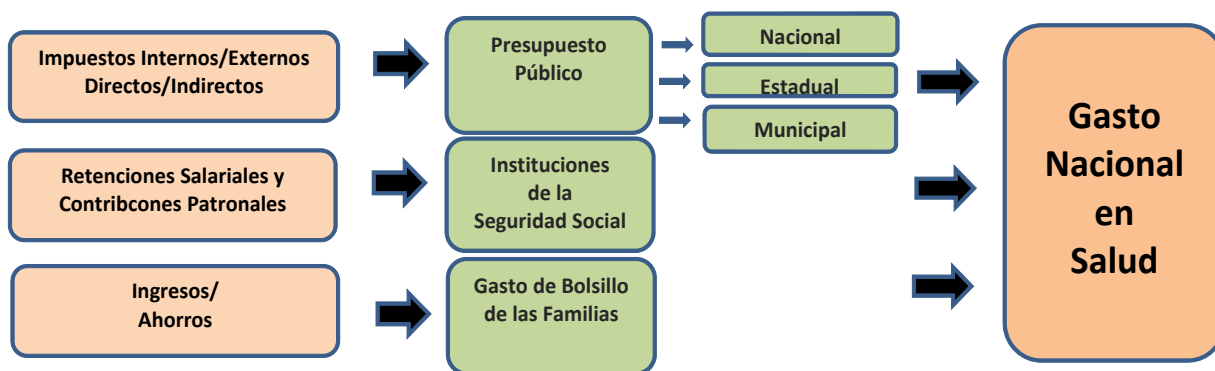 Impuestos Internos/Externos
Directos/Indirectos
Presupuesto
Público
Nacional
Estadual
Municipal
Retenciones Salariales y
Contribcones Patronales
Instituciones
de la
Seguridad Social
Ingresos/
Ahorros
Gasto de Bolsillo
de las Familias
Gasto
Nacional
en
Salud